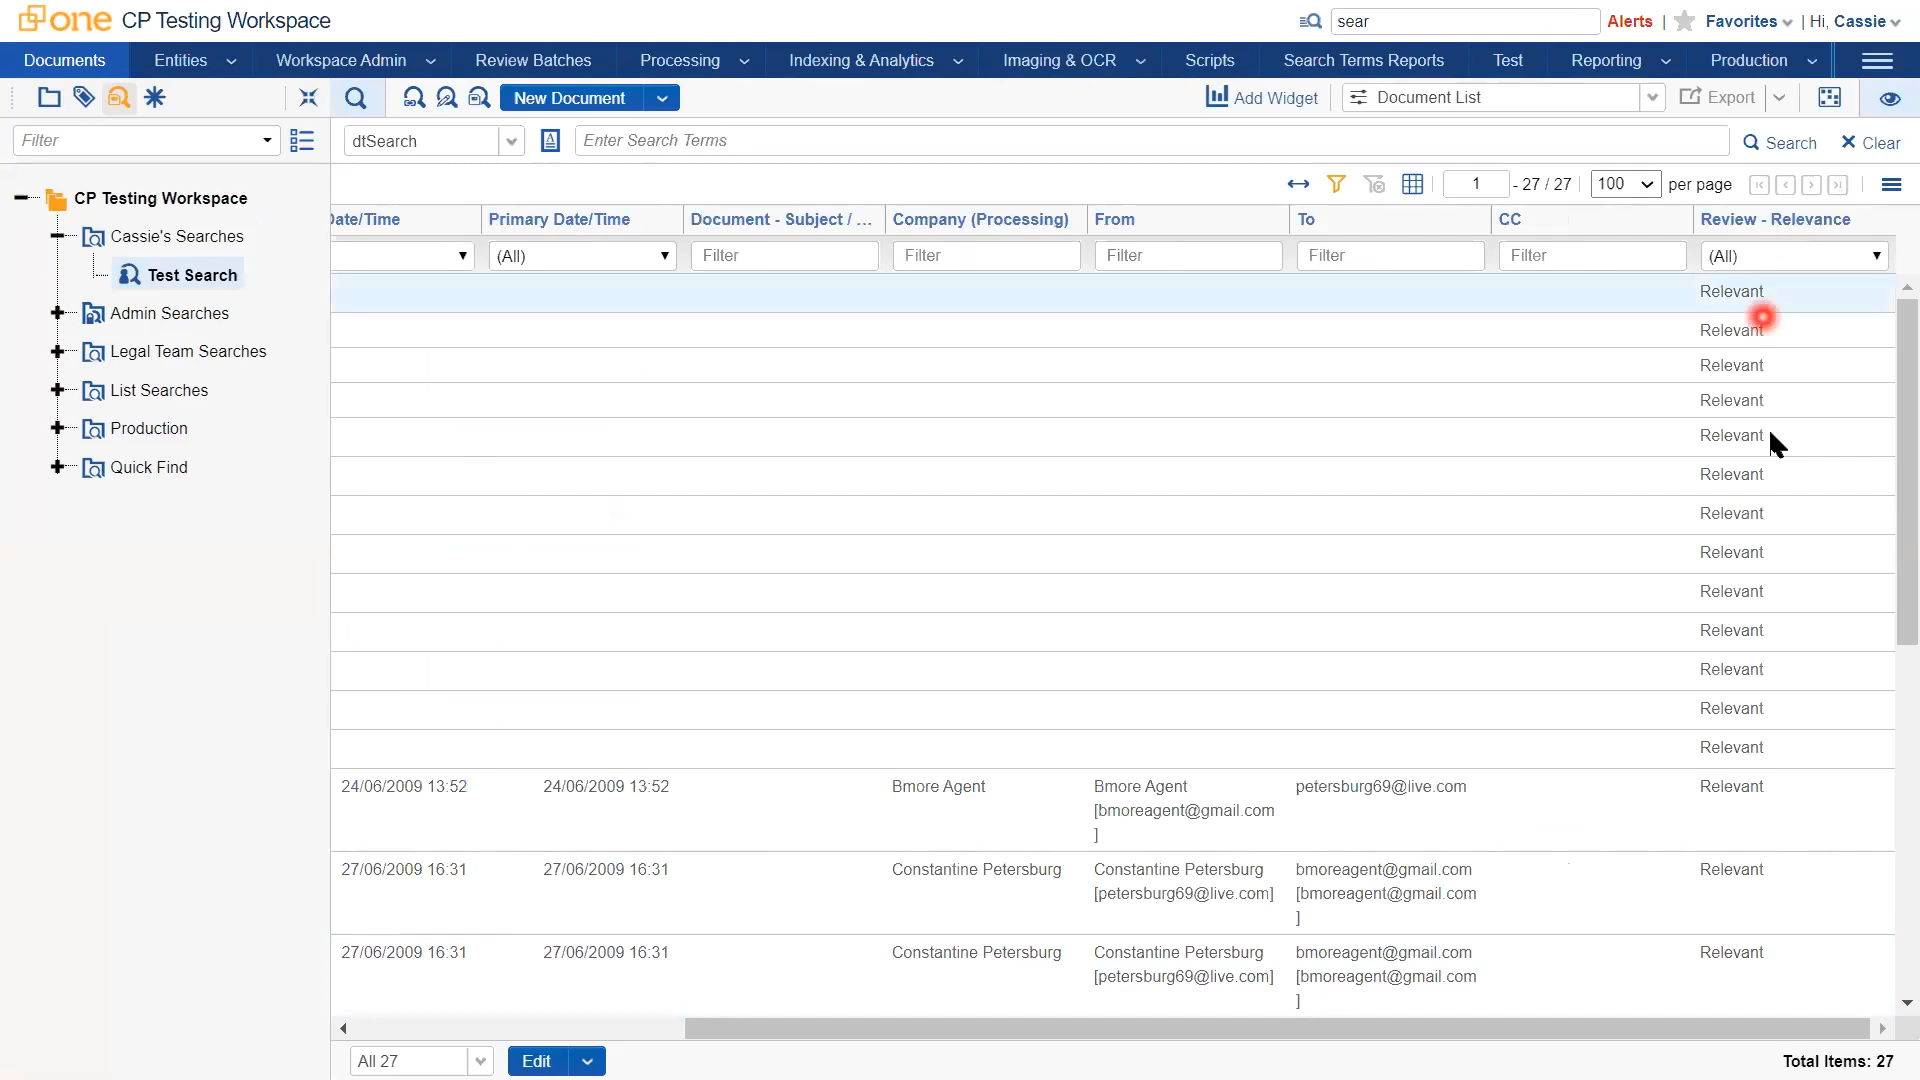 one CP Testing Workspace sear Alerts | Favorites | Hi, Cassie
Documents Entities Workspace Admin Review Batches Processing Indexing & Analytics Imaging & OCR Scripts Search Terms Reports Test Reporting Production
New Document Add Widget Document List Export
Filter dtSearch Enter Search Terms Search Clear
1 - 27 / 27 100 per page
CP Testing Workspace
Cassie's Searches
Test Search
Admin Searches
Legal Team Searches
List Searches
Production
Quick Find
Date/Time Primary Date/Time Document - Subject / ... Company (Processing) From To CC Review - Relevance
(All) Filter Filter Filter Filter Filter (All)
Relevant
Relevant
Relevant
Relevant
Relevant
Relevant
Relevant
Relevant
Relevant
Relevant
Relevant
Relevant
Relevant
24/06/2009 13:52 24/06/2009 13:52 Bmore Agent Bmore Agent petersburg69@live.com Relevant
[bmoreagent@gmail.com
]
27/06/2009 16:31 27/06/2009 16:31 Constantine Petersburg Constantine Petersburg bmoreagent@gmail.com Relevant
[petersburg69@live.com] [bmoreagent@gmail.com
]
27/06/2009 16:31 27/06/2009 16:31 Constantine Petersburg Constantine Petersburg bmoreagent@gmail.com Relevant
[petersburg69@live.com] [bmoreagent@gmail.com
]
All 27 Edit Total Items: 27